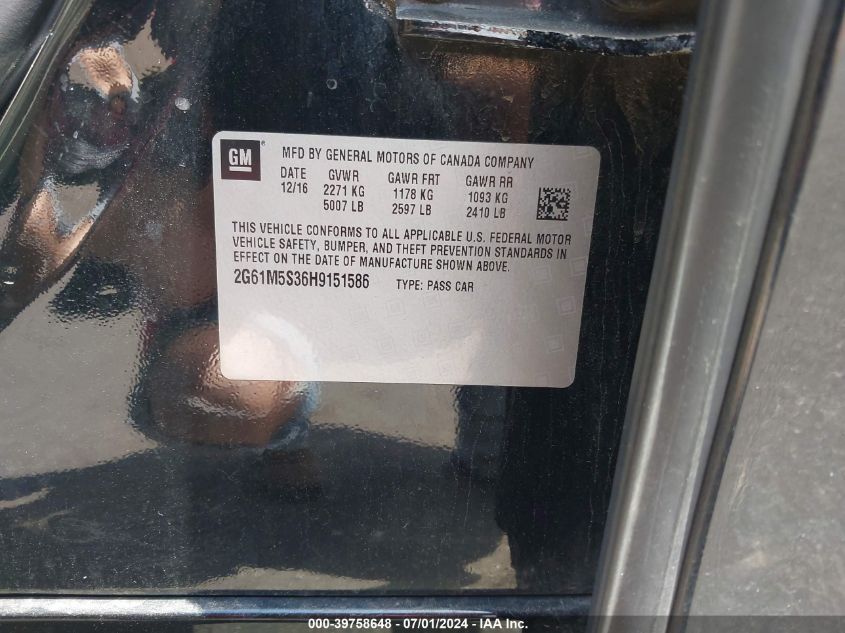 GM ® MFD BY GENERAL MOTORS OF CANADA COMPANY
DATE GVWR GAWR FRT GAWR RR
12/16 2271 KG 1178 KG 1093 KG
5007 LB 2597 LB 2410 LB
THIS VEHICLE CONFORMS TO ALL APPLICABLE U.S. FEDERAL MOTOR
VEHICLE SAFETY, BUMPER, AND THEFT PREVENTION STANDARDS IN
EFFECT ON THE DATE OF MANUFACTURE SHOWN ABOVE.
2G61M5S36H9151586 TYPE: PASS CAR
000-39758648 - 07/01/2024 - IAA Inc.